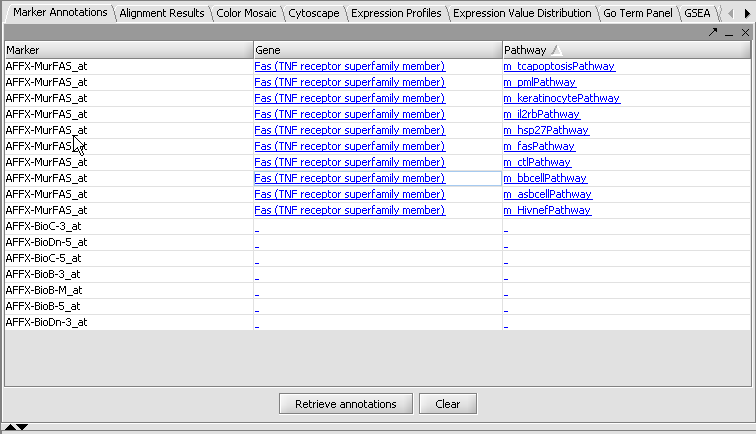 Marker Annotations Alignment Results Color Mosaic Cytoscape Expression Profiles Expression Value Distribution Go Term Panel GSEA
Marker Gene Pathway
AFFX-MurFAS_at Fas (TNF receptor superfamily member) m_tcapoptosisPathway
AFFX-MurFAS_at Fas (TNF receptor superfamily member) m_pmlPathway
AFFX-MurFAS_at Fas (TNF receptor superfamily member) m_keratinocytePathway
AFFX-MurFAS_at Fas (TNF receptor superfamily member) m_il2rbPathway
AFFX-MurFAS_at Fas (TNF receptor superfamily member) m_hsp27Pathway
AFFX-MurFAS_at Fas (TNF receptor superfamily member) m_fasPathway
AFFX-MurFAS_at Fas (TNF receptor superfamily member) m_ctlPathway
AFFX-MurFAS_at Fas (TNF receptor superfamily member) m_bbcellPathway
AFFX-MurFAS_at Fas (TNF receptor superfamily member) m_asbcellPathway
AFFX-MurFAS_at Fas (TNF receptor superfamily member) m_HivnefPathway
AFFX-BioC-3_at _ _
AFFX-BioDn-5_at _ _
AFFX-BioC-5_at _ _
AFFX-BioB-3_at _ _
AFFX-BioB-M_at _ _
AFFX-BioB-5_at _ _
AFFX-BioDn-3_at _ _
Retrieve annotations Clear